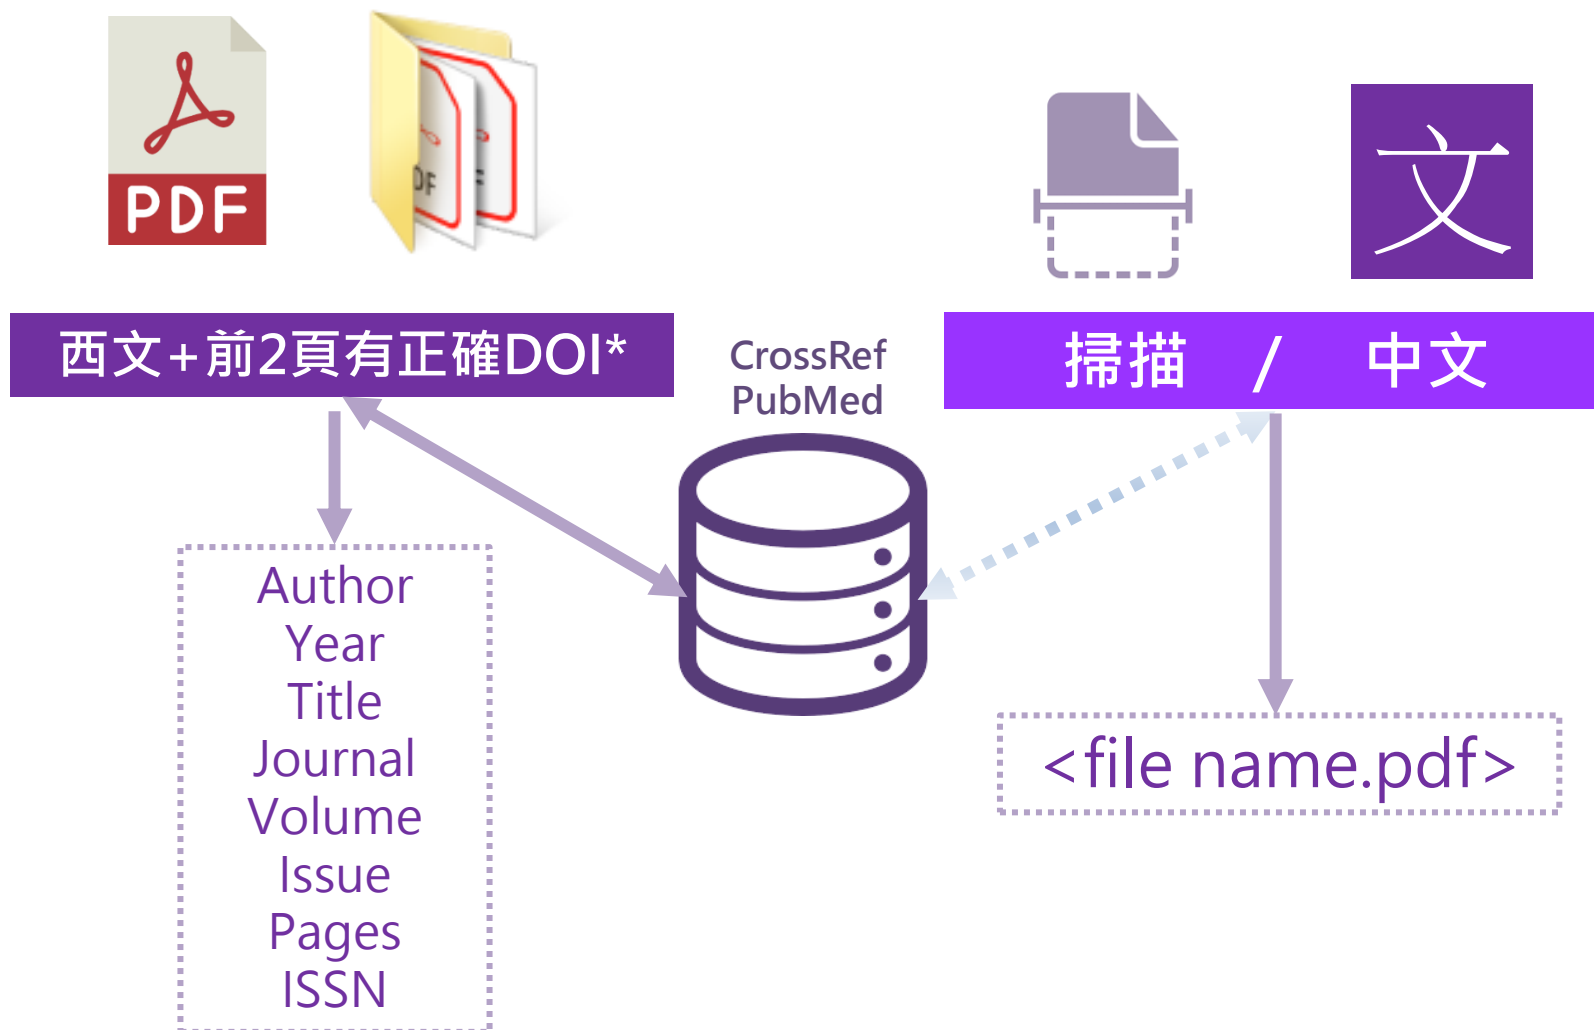 PDF
DF
F
文
西文+前2頁有正確DOI*
CrossRef
PubMed
掃描 / 中文
Author
Year
Title
Journal
Volume
Issue
Pages
ISSN
<file name.pdf>